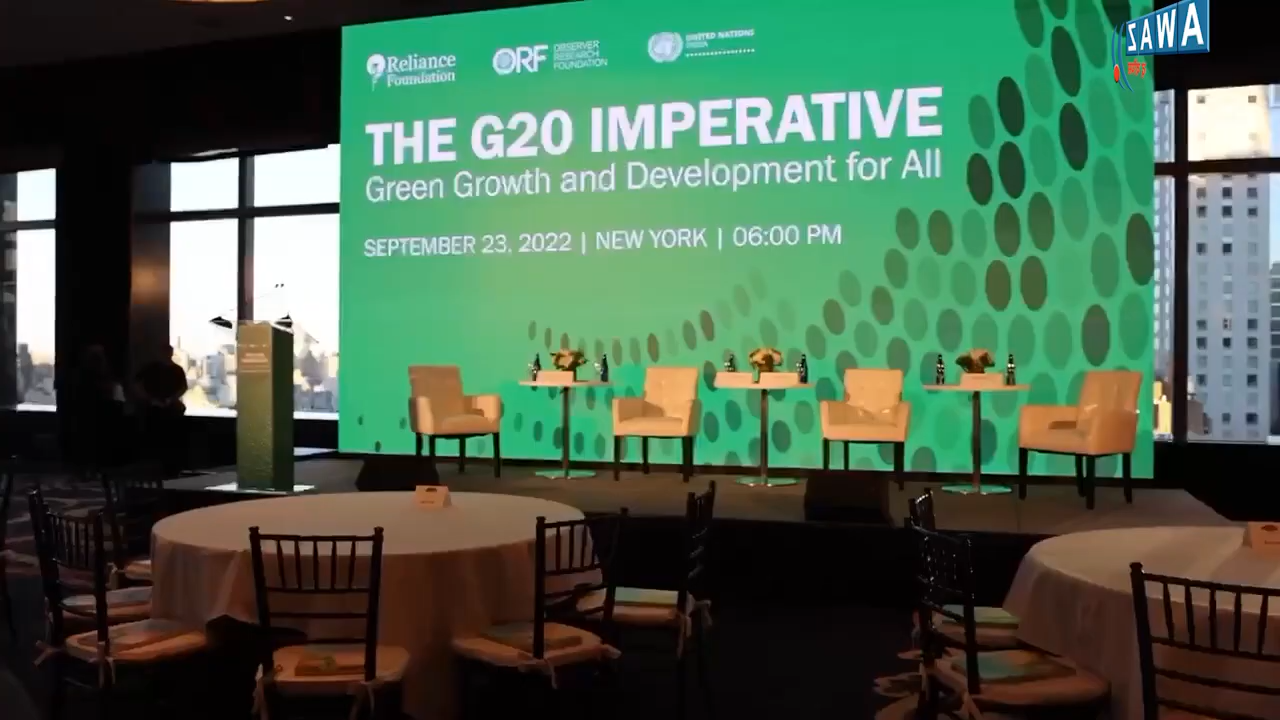 SAWA
Reliance
Foundation
ORF
OBSERVER
RESEARCH
FOUNDATION
UNITED NATIONS
INDIA
THE G20 IMPERATIVE
Green Growth and Development for All
SEPTEMBER 23, 2022 | NEW YORK | 06:00 PM